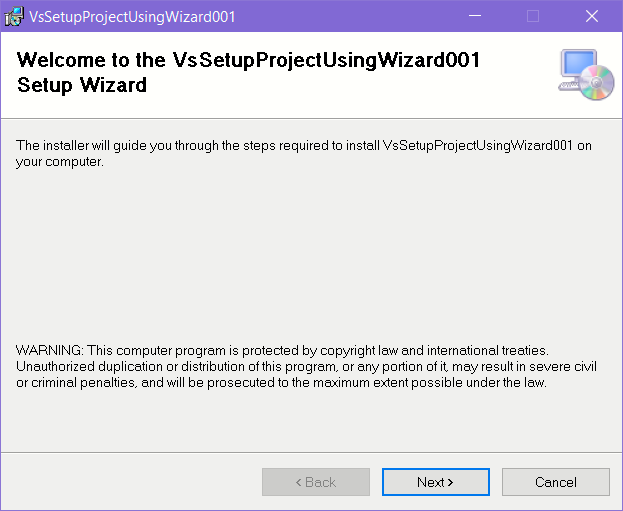 VsSetupProjectUsingWizard001
Welcome to the VsSetupProjectUsingWizard001
Setup Wizard
The installer will guide you through the steps required to install VsSetupProjectUsingWizard001 on
your computer.
WARNING: This computer program is protected by copyright law and international treaties.
Unauthorized duplication or distribution of this program, or any portion of it, may result in severe civil
or criminal penalties, and will be prosecuted to the maximum extent possible under the law.
< Back Next > Cancel